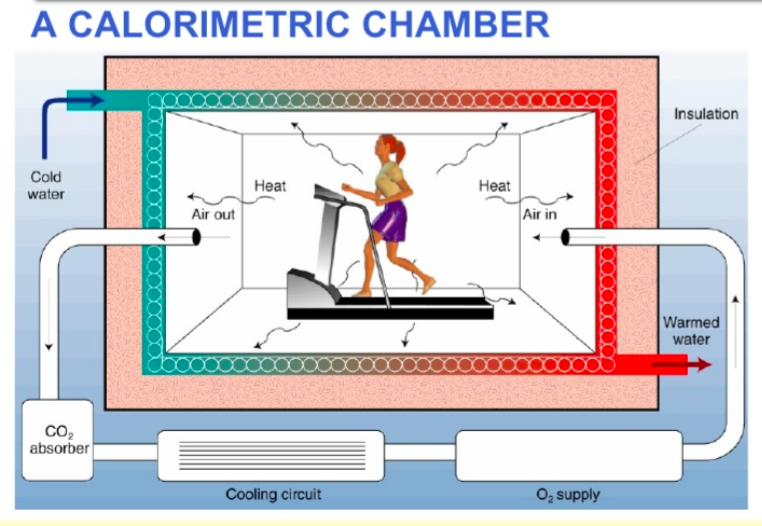 A CALORIMETRIC CHAMBER
Insulation
Cold
water
Heat
Heat
Air out
Air in
Warmed
water
CO₂
absorber
Cooling circuit
O₂ supply